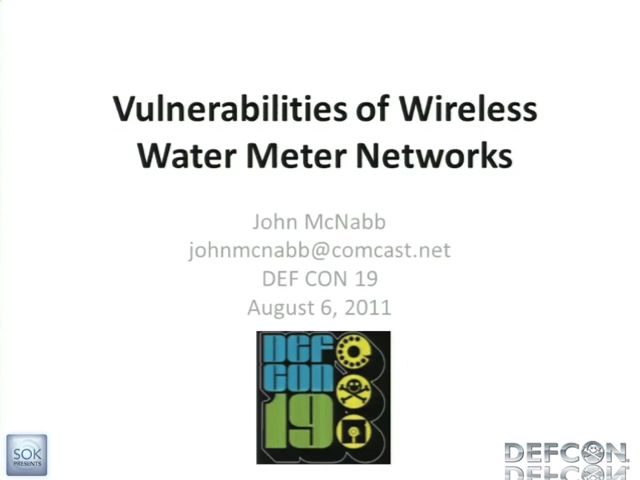 Vulnerabilities of Wireless
Water Meter Networks
John McNabb
johnmcnabb@comcast.net
DEF CON 19
August 6, 2011
DEF
CON
19
SOK
PRESENTS
DEFCON